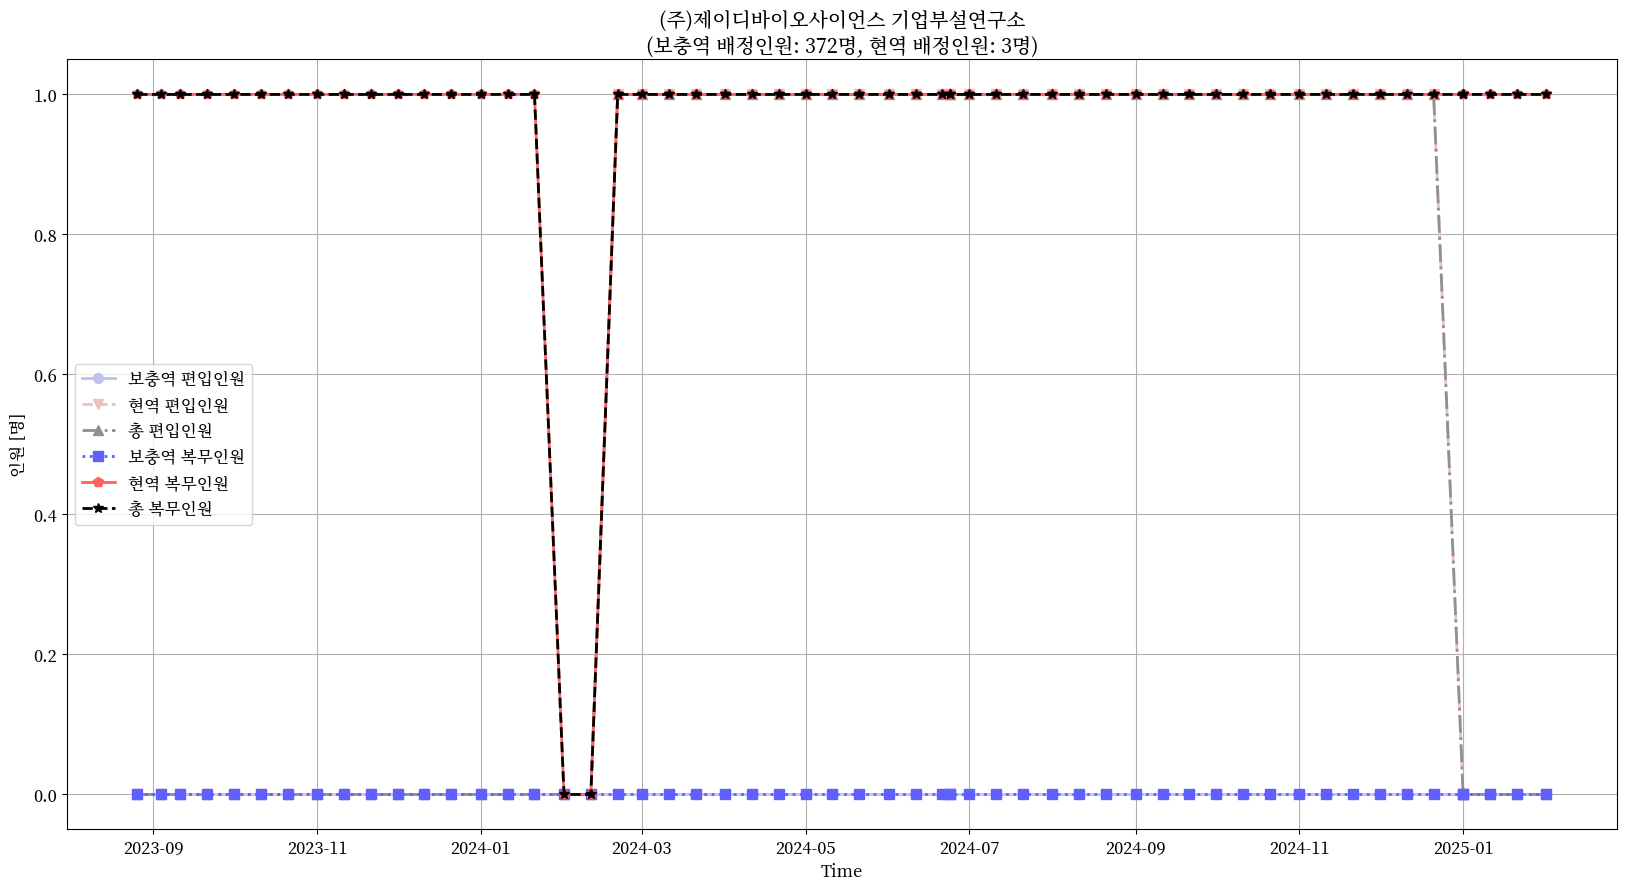 (주)제이디바이오사이언스 기업부설연구소
(보충역 배정인원: 372명, 현역 배정인원: 3명)
인원 [명]
1.0
0.8
0.6
0.4
0.2
0.0
보충역 편입인원
현역 편입인원
총 편입인원
보충역 복무인원
현역 복무인원
총 복무인원
2023-09 2023-11 2024-01 2024-03 2024-05 2024-07 2024-09 2024-11 2025-01
Time